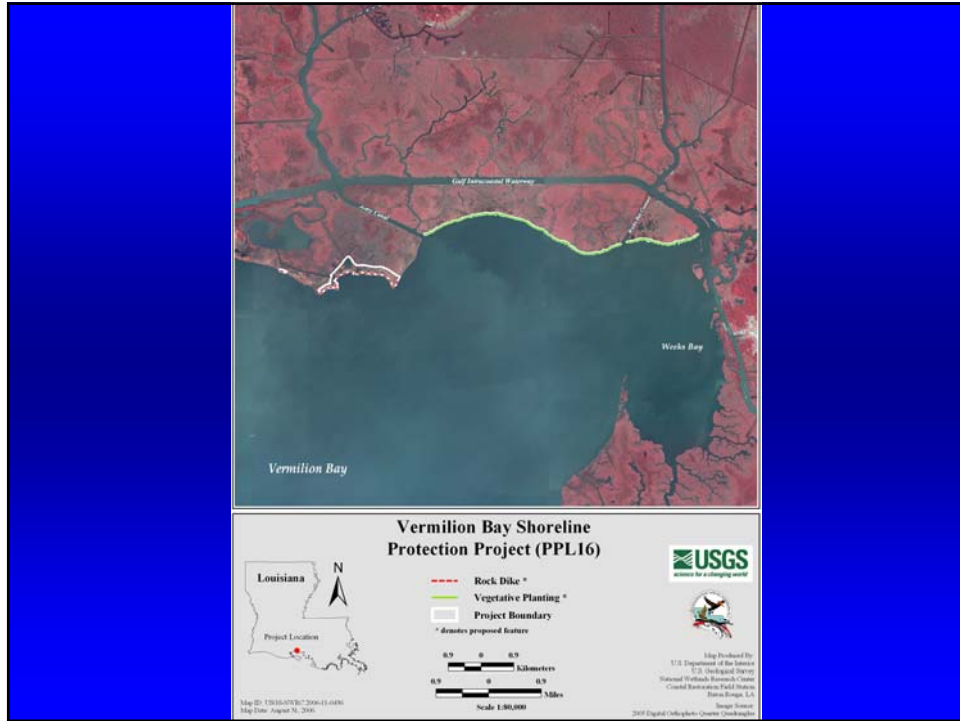 Gulf Intracoastal Waterway
Weeks Bay
Vermilion Bay
Vermilion Bay Shoreline
Protection Project (PPL16)
Louisiana
N
Project Location
Rock Dike *
Vegetative Planting *
Project Boundary
* denotes proposed feature
0.9 0 0.9
Kilometers
0.9 0 0.9
Miles
Scale 1:80,000
USGS
science for a changing world
Map Produced By:
U.S. Department of the Interior
U.S. Geological Survey
National Wetlands Research Center
Coastal Restoration Field Station
Baton Rouge, LA
Image Source:
Digital Orthophoto Quarter Quadrangles
Map ID:
Map Date: August 31, 2006